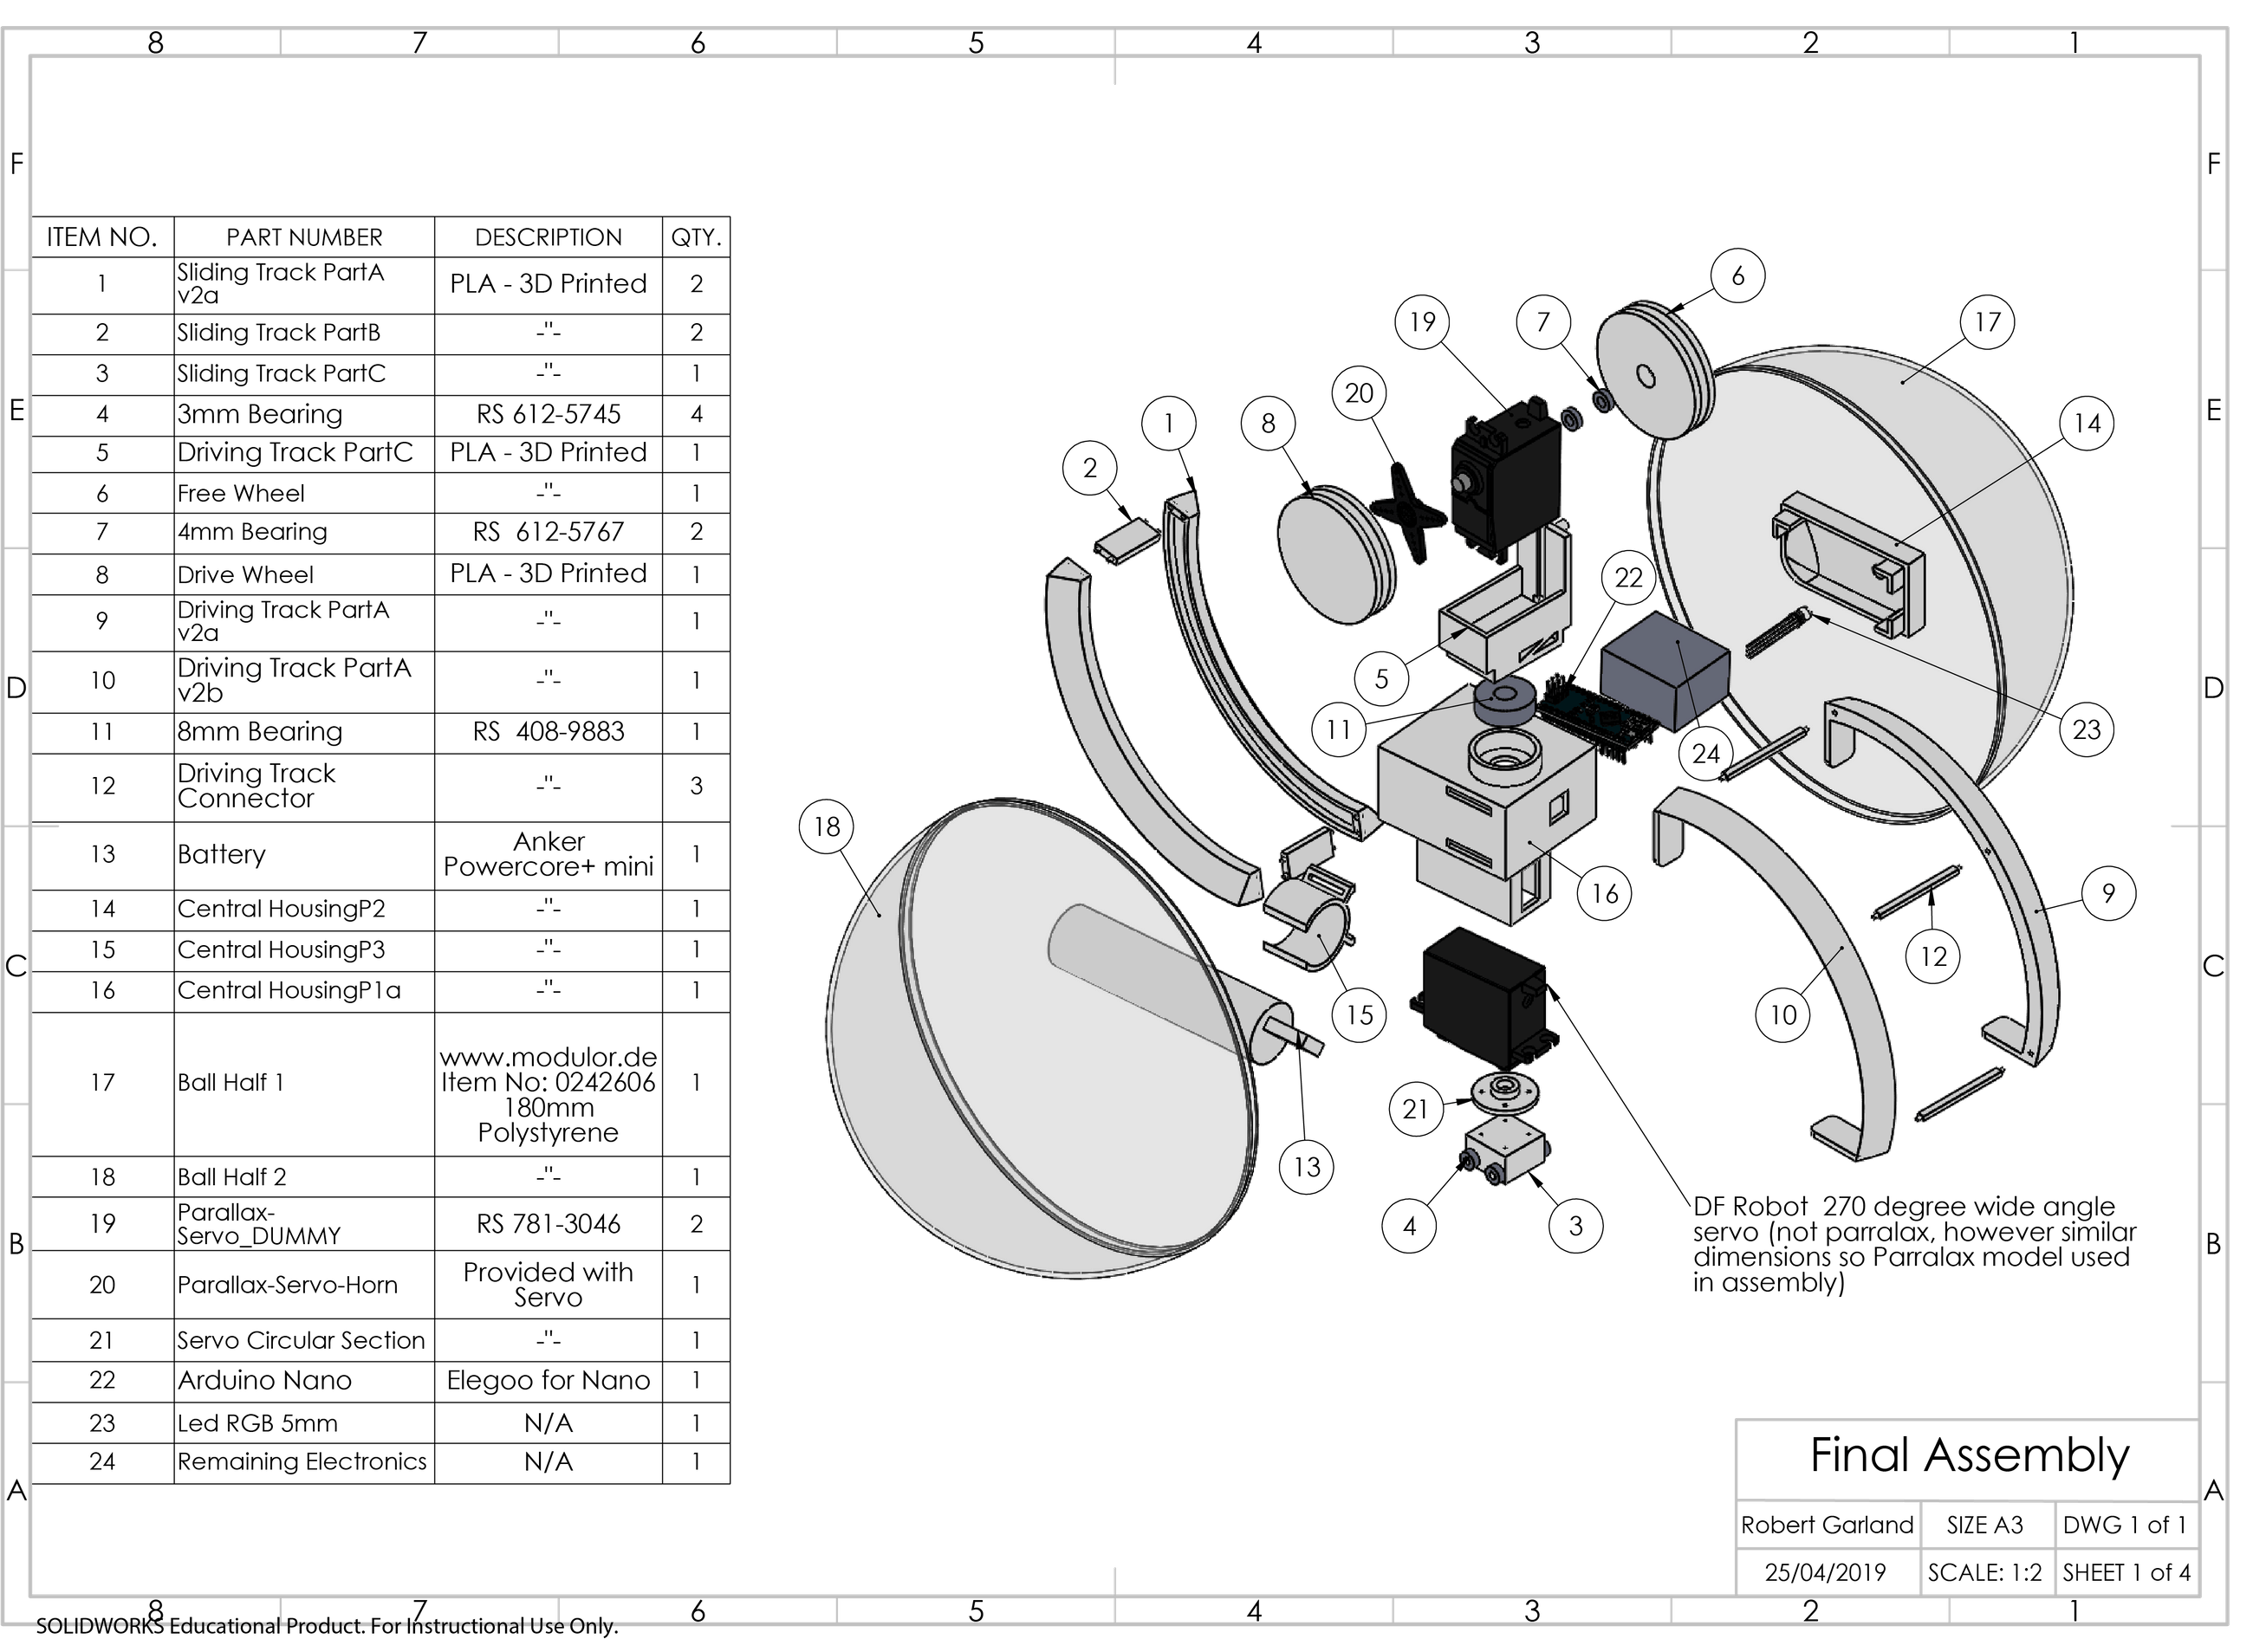 8 7 6 5 4 3 2 1
F F
E E
D D
C C
B B
A A
ITEM NO. PART NUMBER DESCRIPTION QTY.
1 Sliding Track PartA v2a PLA - 3D Printed 2
2 Sliding Track PartB -"- 2
3 Sliding Track PartC -"- 1
4 3mm Bearing RS 612-5745 4
5 Driving Track PartC PLA - 3D Printed 1
6 Free Wheel -"- 1
7 4mm Bearing RS 612-5767 2
8 Drive Wheel PLA - 3D Printed 1
9 Driving Track PartA v2a -"- 1
10 Driving Track PartA v2b -"- 1
11 8mm Bearing RS 408-9883 1
12 Driving Track Connector -"- 3
13 Battery Anker Powercore+ mini 1
14 Central HousingP2 -"- 1
15 Central HousingP3 -"- 1
16 Central HousingP1a -"- 1
17 Ball Half 1 www.modulor.de Item No: 0242606 180mm Polystyrene 1
18 Ball Half 2 -"- 1
19 Parallax-Servo_DUMMY RS 781-3046 2
20 Parallax-Servo-Horn Provided with Servo 1
21 Servo Circular Section -"- 1
22 Arduino Nano Elegoo for Nano 1
23 Led RGB 5mm N/A 1
24 Remaining Electronics N/A 1
6
19
7
17
20
1
8
14
2
22
5
11
24
23
18
16
9
12
15
10
21
13
4
3
DF Robot 270 degree wide angle
servo (not parralax, however similar
dimensions so Parralax model used
in assembly)
Final Assembly
Robert Garland SIZE A3 DWG 1 of 1
25/04/2019 SCALE: 1:2 SHEET 1 of 4
8 7 6 5 4 3 2 1
SOLIDWORKS Educational Product. For Instructional Use Only.